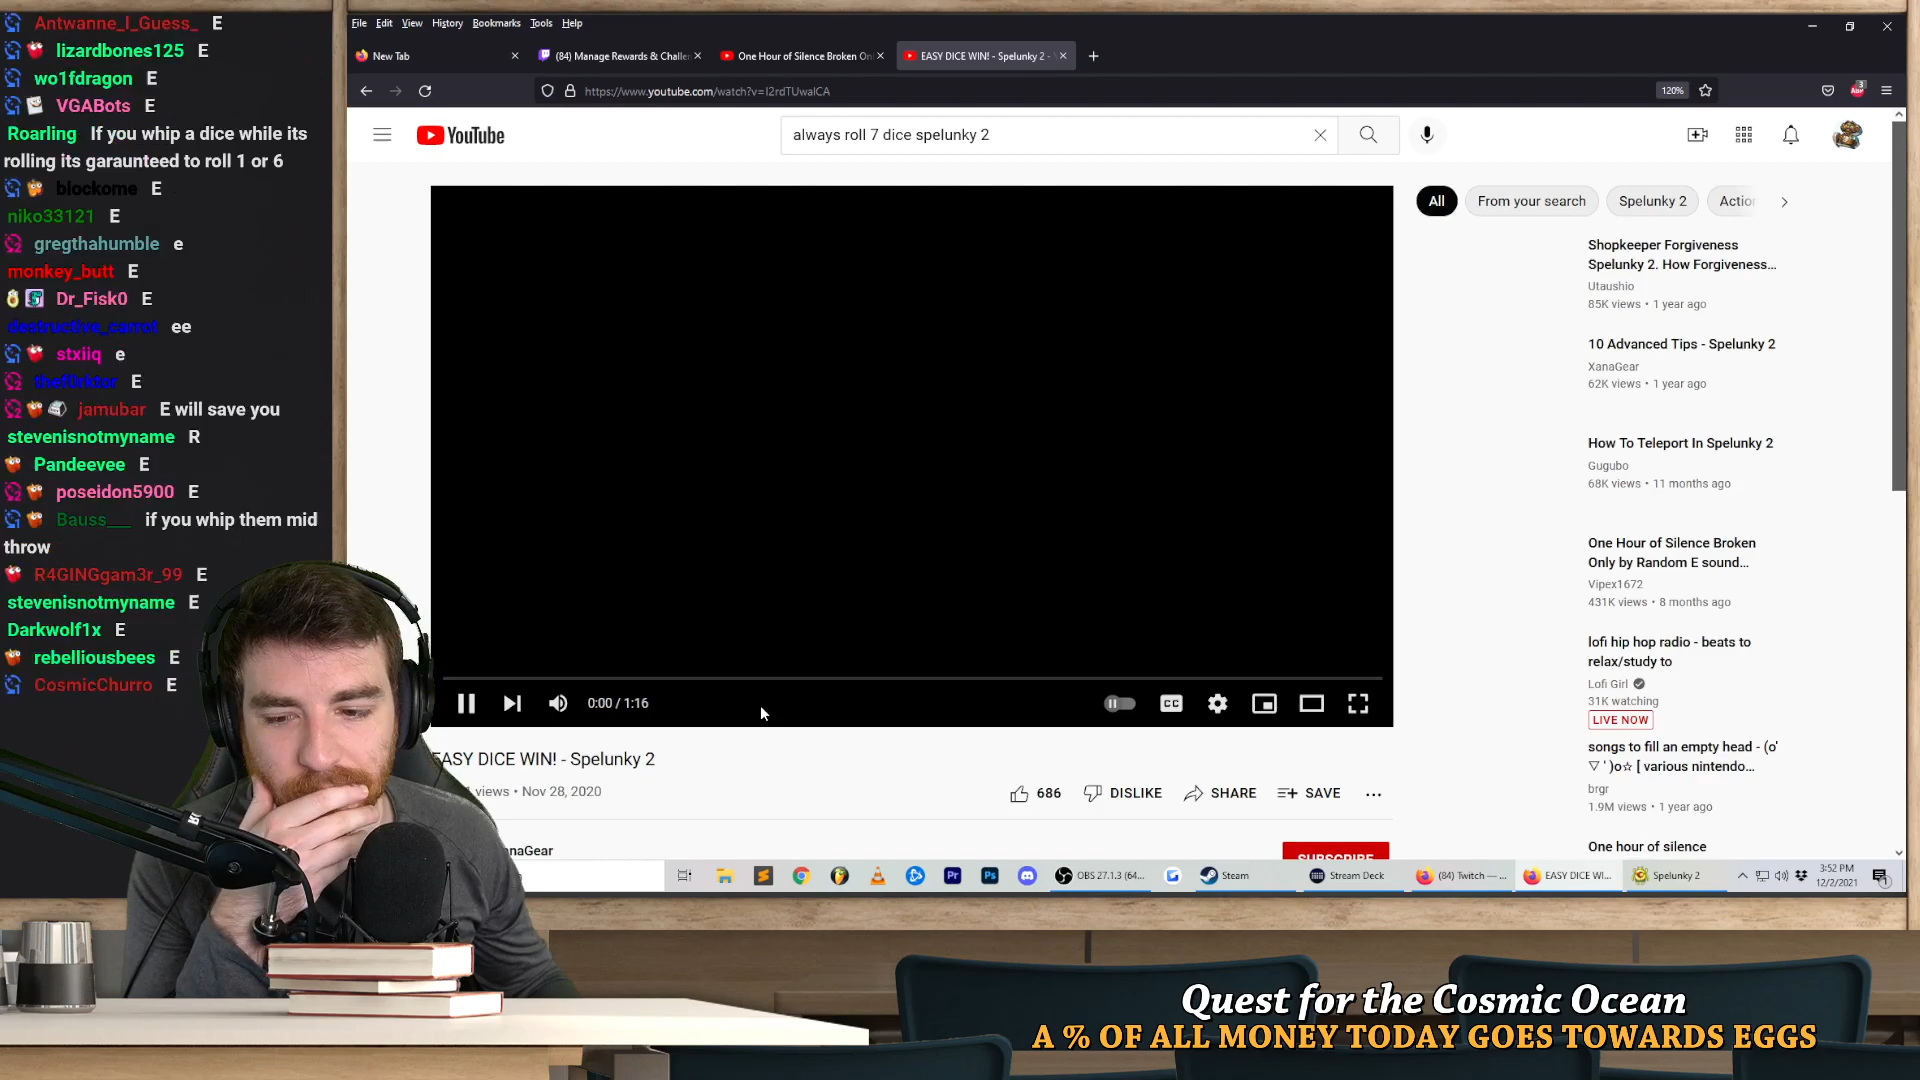 Antwanne_I_Guess_ E
lizardbones125 E
wo1fdragon E
VGABots E
Roarling If you whip a dice while its
rolling its garaunteed to roll 1 or 6
blockome E
niko33121 E
gregthahumble e
monkey_butt E
Dr_Fisk0 E
destructive_carrot ee
stxiiq e
thef0rktor E
jamubar E will save you
stevenisnotmyname R
Pandeevee E
poseidon5900 E
Bauss___ if you whip them mid
throw
R4GINGgam3r_99 E
stevenisnotmyname E
Darkwolf1x E
rebelliousbees E
CosmicChurro E
File Edit View History Bookmarks Tools Help
New Tab
(84) Manage Rewards & Challe
One Hour of Silence Broken On
EASY DICE WIN! - Spelunky 2 -
https://www.youtube.com/watch?v=I2rdTUwalCA
120%
YouTube
always roll 7 dice spelunky 2
All
From your search
Spelunky 2
Action
0:00 / 1:16
CC
EASY DICE WIN! - Spelunky 2
views • Nov 28, 2020
686
DISLIKE
SHARE
SAVE
SUBSCRIBE
Shopkeeper Forgiveness
Spelunky 2. How Forgiveness...
Utaushio
85K views • 1 year ago
10 Advanced Tips - Spelunky 2
XanaGear
62K views • 1 year ago
How To Teleport In Spelunky 2
Gugubo
68K views • 11 months ago
One Hour of Silence Broken
Only by Random E sound...
Vipex1672
431K views • 8 months ago
lofi hip hop radio - beats to
relax/study to
Lofi Girl
31K watching
LIVE NOW
songs to fill an empty head - (o'
▽ ' )o☆ [ various nintendo...
brgr
1.9M views • 1 year ago
One hour of silence
OBS 27.1.3 (64...
Steam
Stream Deck
(84) Twitch — ...
EASY DICE WI...
Spelunky 2
3:52 PM
12/2/2021
Quest for the Cosmic Ocean
A % OF ALL MONEY TODAY GOES TOWARDS EGGS